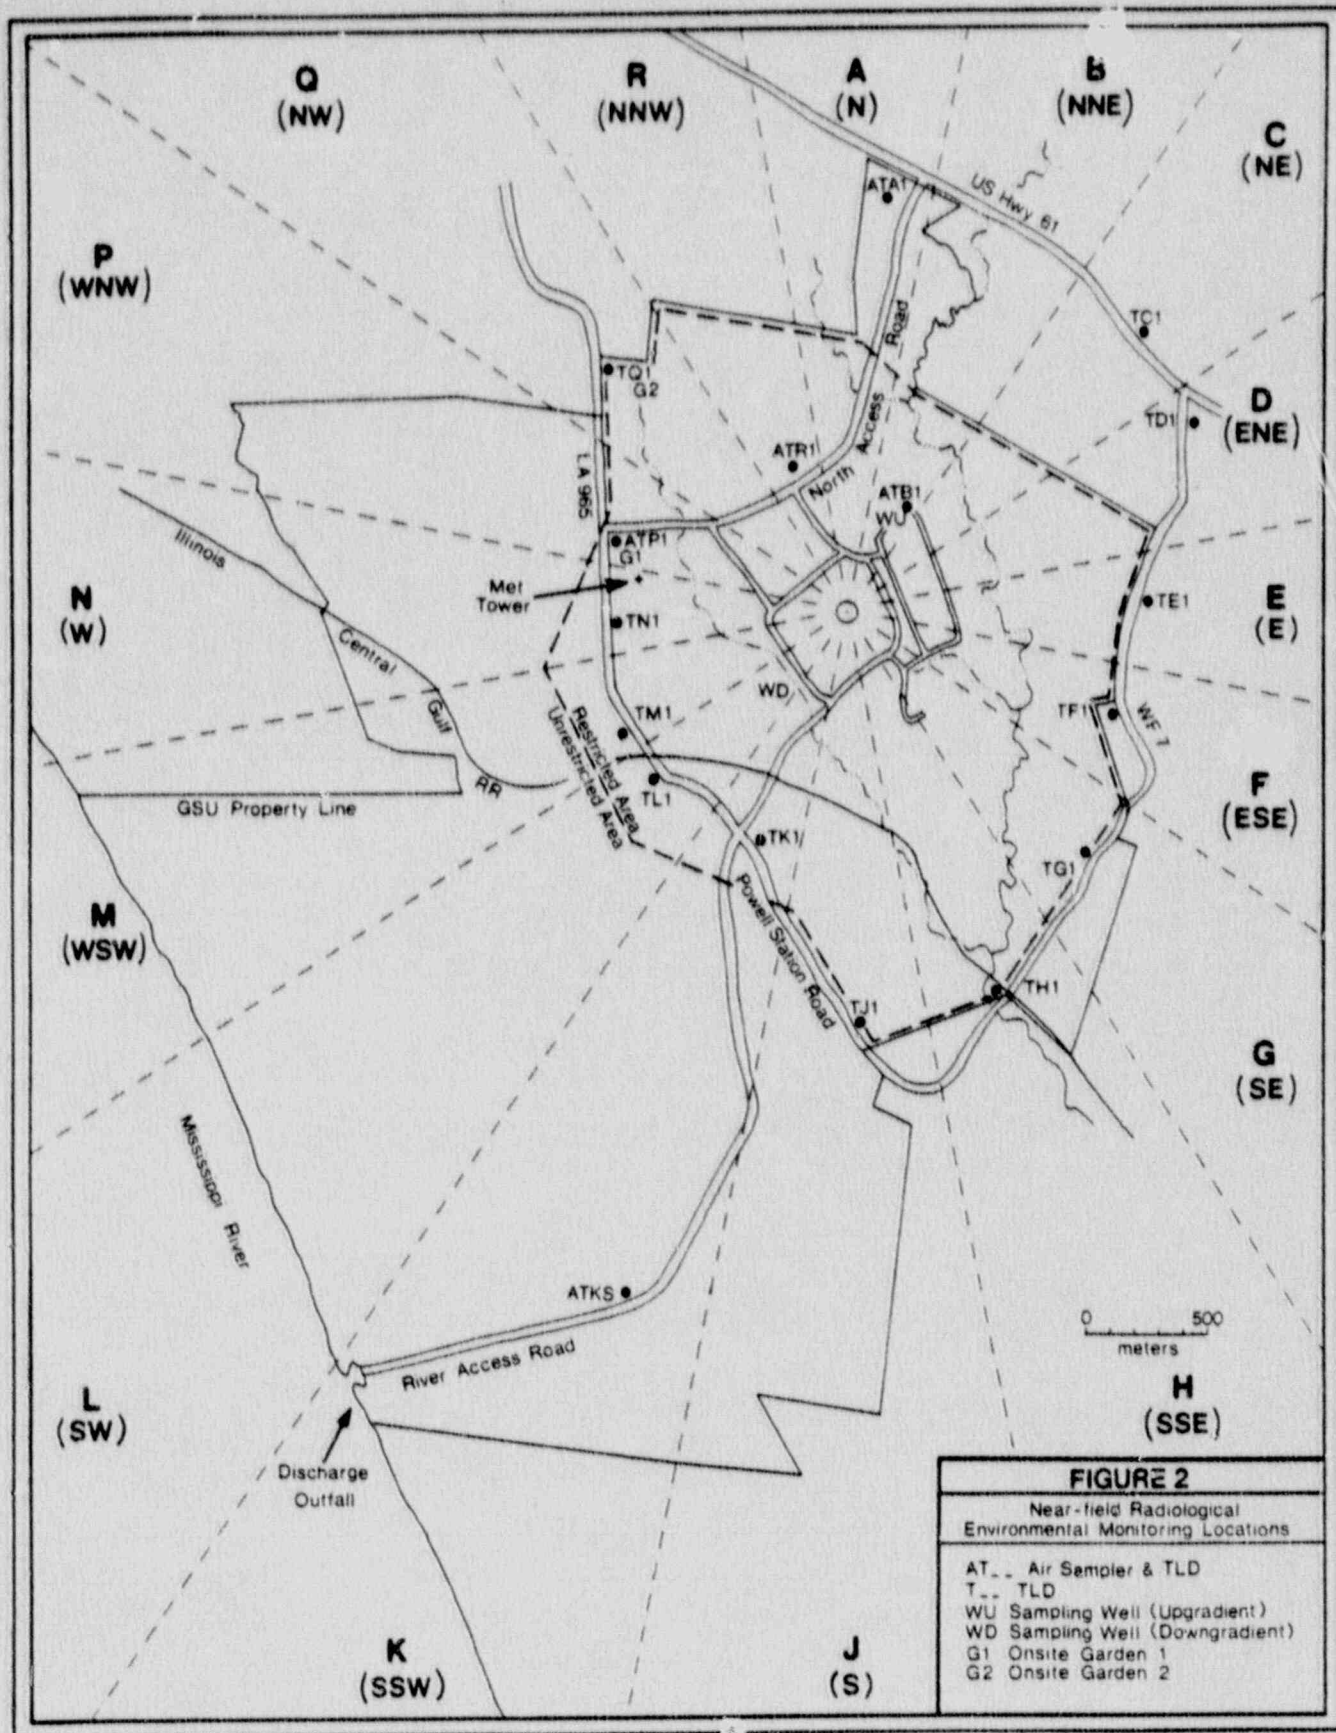 Q
(NW)
R
(NNW)
A
(N)
B
(NNE)
C
(NE)
P
(WNW)
ATA1
US Hwy 61
TC1
Road
TQ1
G2
D
(ENE)
TD1
Access
ATR1
North
LA 965
ATB1
WU
Illinois
ATP1
G1
Met
Tower
N
(W)
TN1
TE1
E
(E)
Central
WD
Gulf
TM1
Restricted Area
Unrestricted Area
TF1
WF 7
RR
TL1
GSU Property Line
F
(ESE)
TK1
TG1
M
(WSW)
Powell Station Road
TJ1
TH1
G
(SE)
Mississippi River
ATKS
0 500
meters
River Access Road
L
(SW)
H
(SSE)
Discharge
Outfall
FIGURE 2
Near-field Radiological
Environmental Monitoring Locations
AT_ _ Air Sampler & TLD
T_ _ TLD
WU Sampling Well (Upgradient)
WD Sampling Well (Downgradient)
G1 Onsite Garden 1
G2 Onsite Garden 2
K
(SSW)
J
(S)